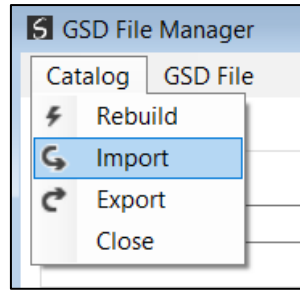 GSD File Manager
Catalog GSD File
Rebuild
Import
Export
Close